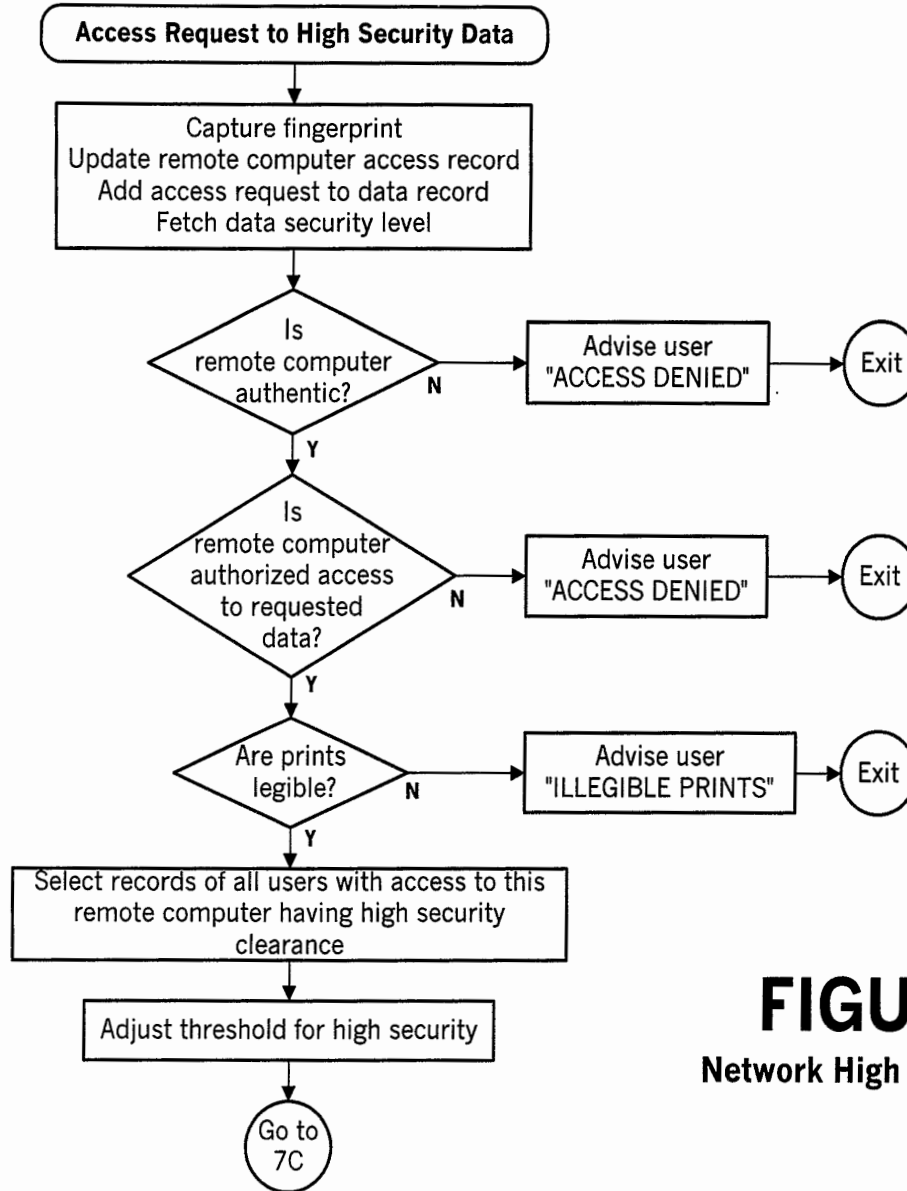 Access Request to High Security Data
Capture fingerprint
Update remote computer access record
Add access request to data record
Fetch data security level
Is
remote computer
authentic?
N
Advise user
"ACCESS DENIED"
Exit
Y
Is
remote computer
authorized access
to requested
data?
N
Advise user
"ACCESS DENIED"
Exit
Y
Are prints
legible?
N
Advise user
"ILLEGIBLE PRINTS"
Exit
Y
Select records of all users with access to this
remote computer having high security
clearance
Adjust threshold for high security
Go to
7C
FIGU
Network High